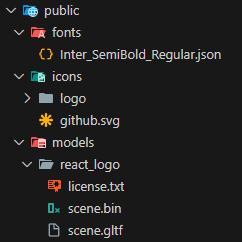 public
fonts
Inter_SemiBold_Regular.json
icons
logo
github.svg
models
react_logo
license.txt
scene.bin
scene.gltf